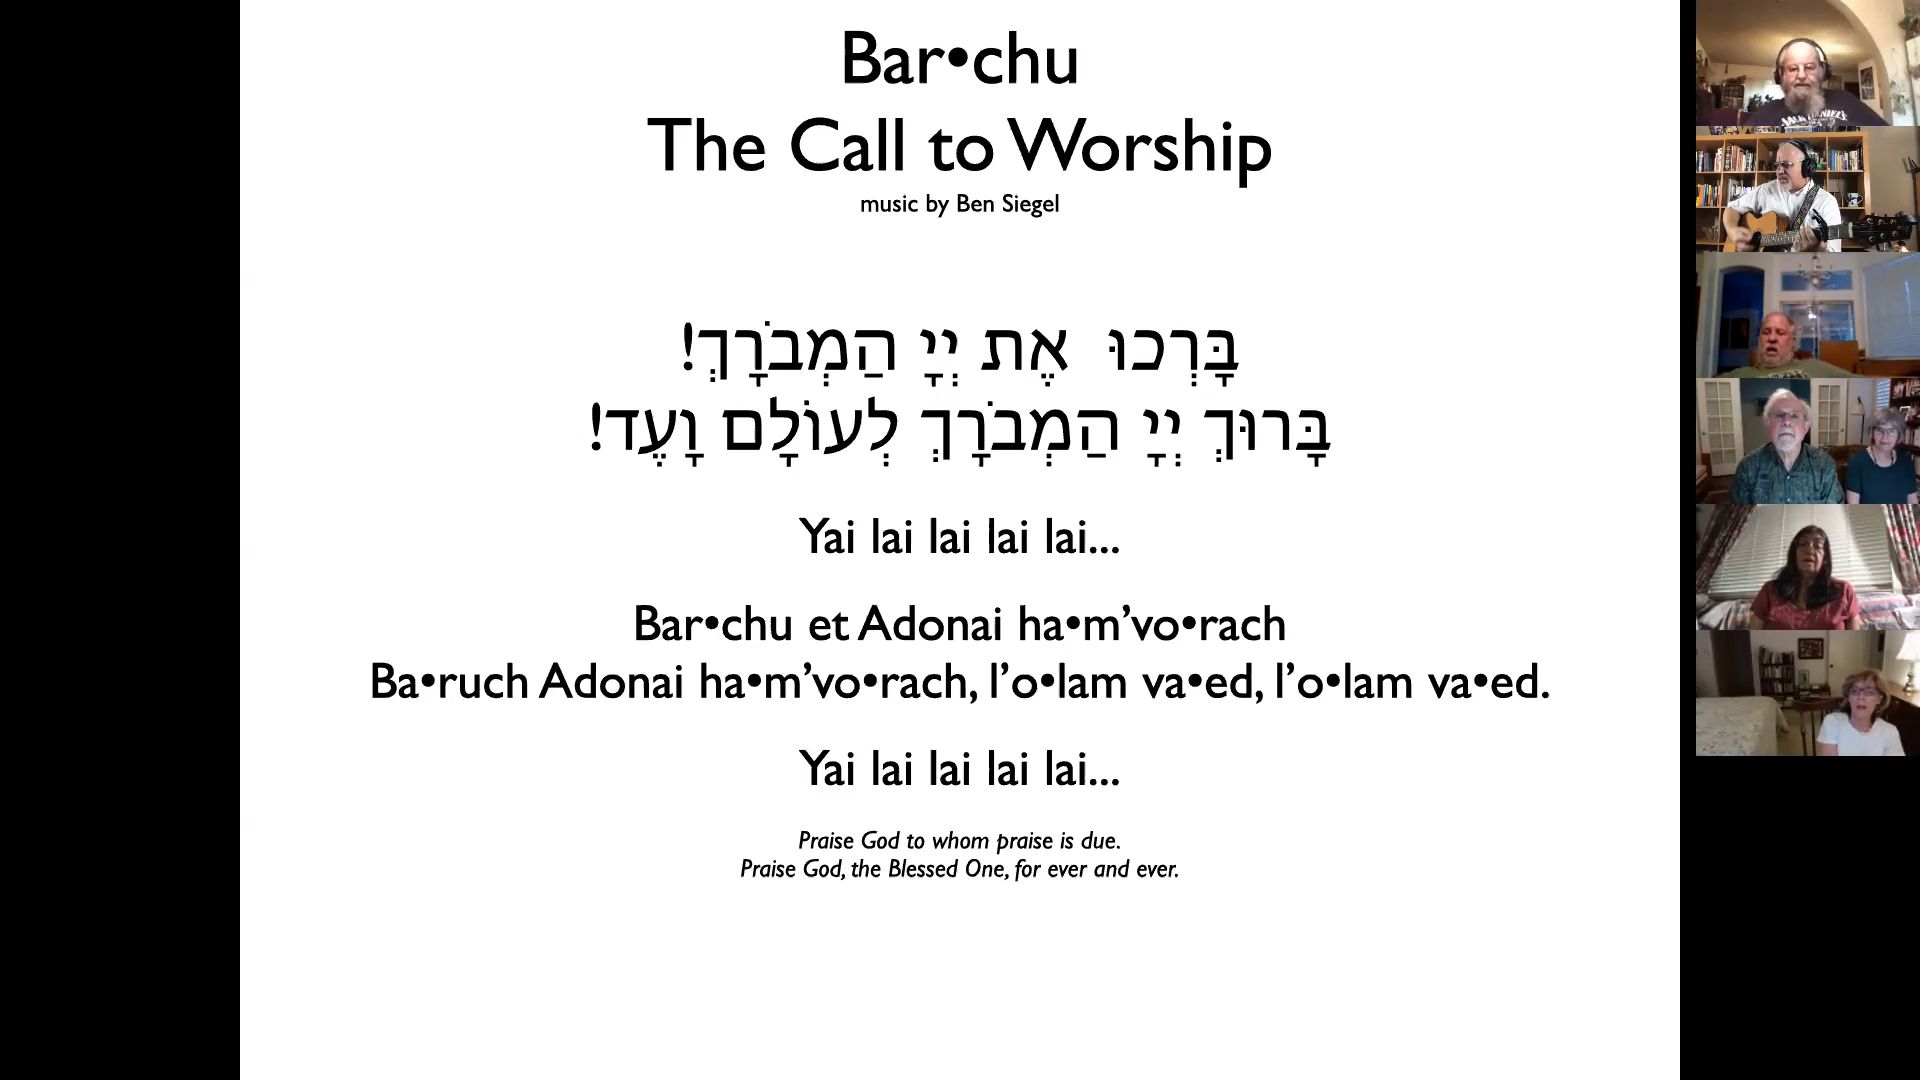 Bar•chu
The Call to Worship
music by Ben Siegel
בָּרְכוּ אֶת יְיָ הַמְבֹרָךְ!
בָּרוּךְ יְיָ הַמְבֹרָךְ לְעוֹלָם וָעֶד!
Yai lai lai lai lai...
Bar•chu et Adonai ha•m’vo•rach
Ba•ruch Adonai ha•m’vo•rach, l’o•lam va•ed, l’o•lam va•ed.
Yai lai lai lai lai...
Praise God to whom praise is due.
Praise God, the Blessed One, for ever and ever.